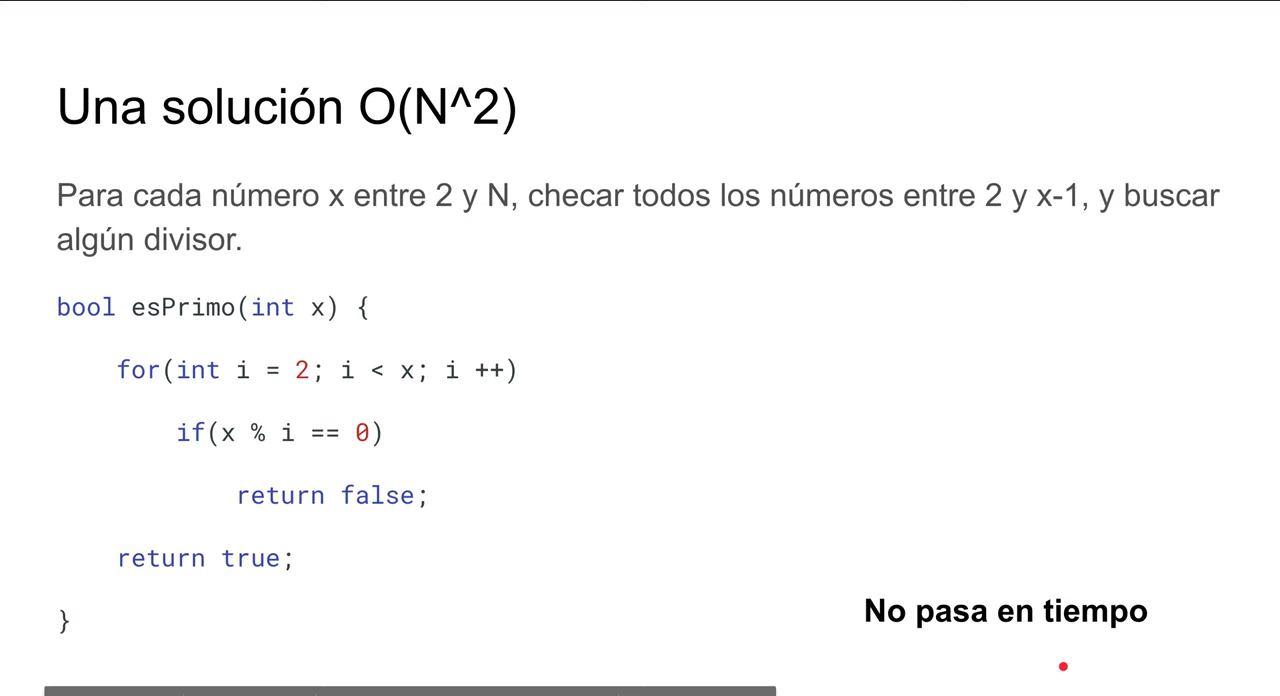 Una solución O(N^2)
Para cada número x entre 2 y N, checar todos los números entre 2 y x-1, y buscar
algún divisor.
bool esPrimo(int x) {
for(int i = 2; i < x; i ++)
if(x % i == 0)
return false;
return true;
}
No pasa en tiempo